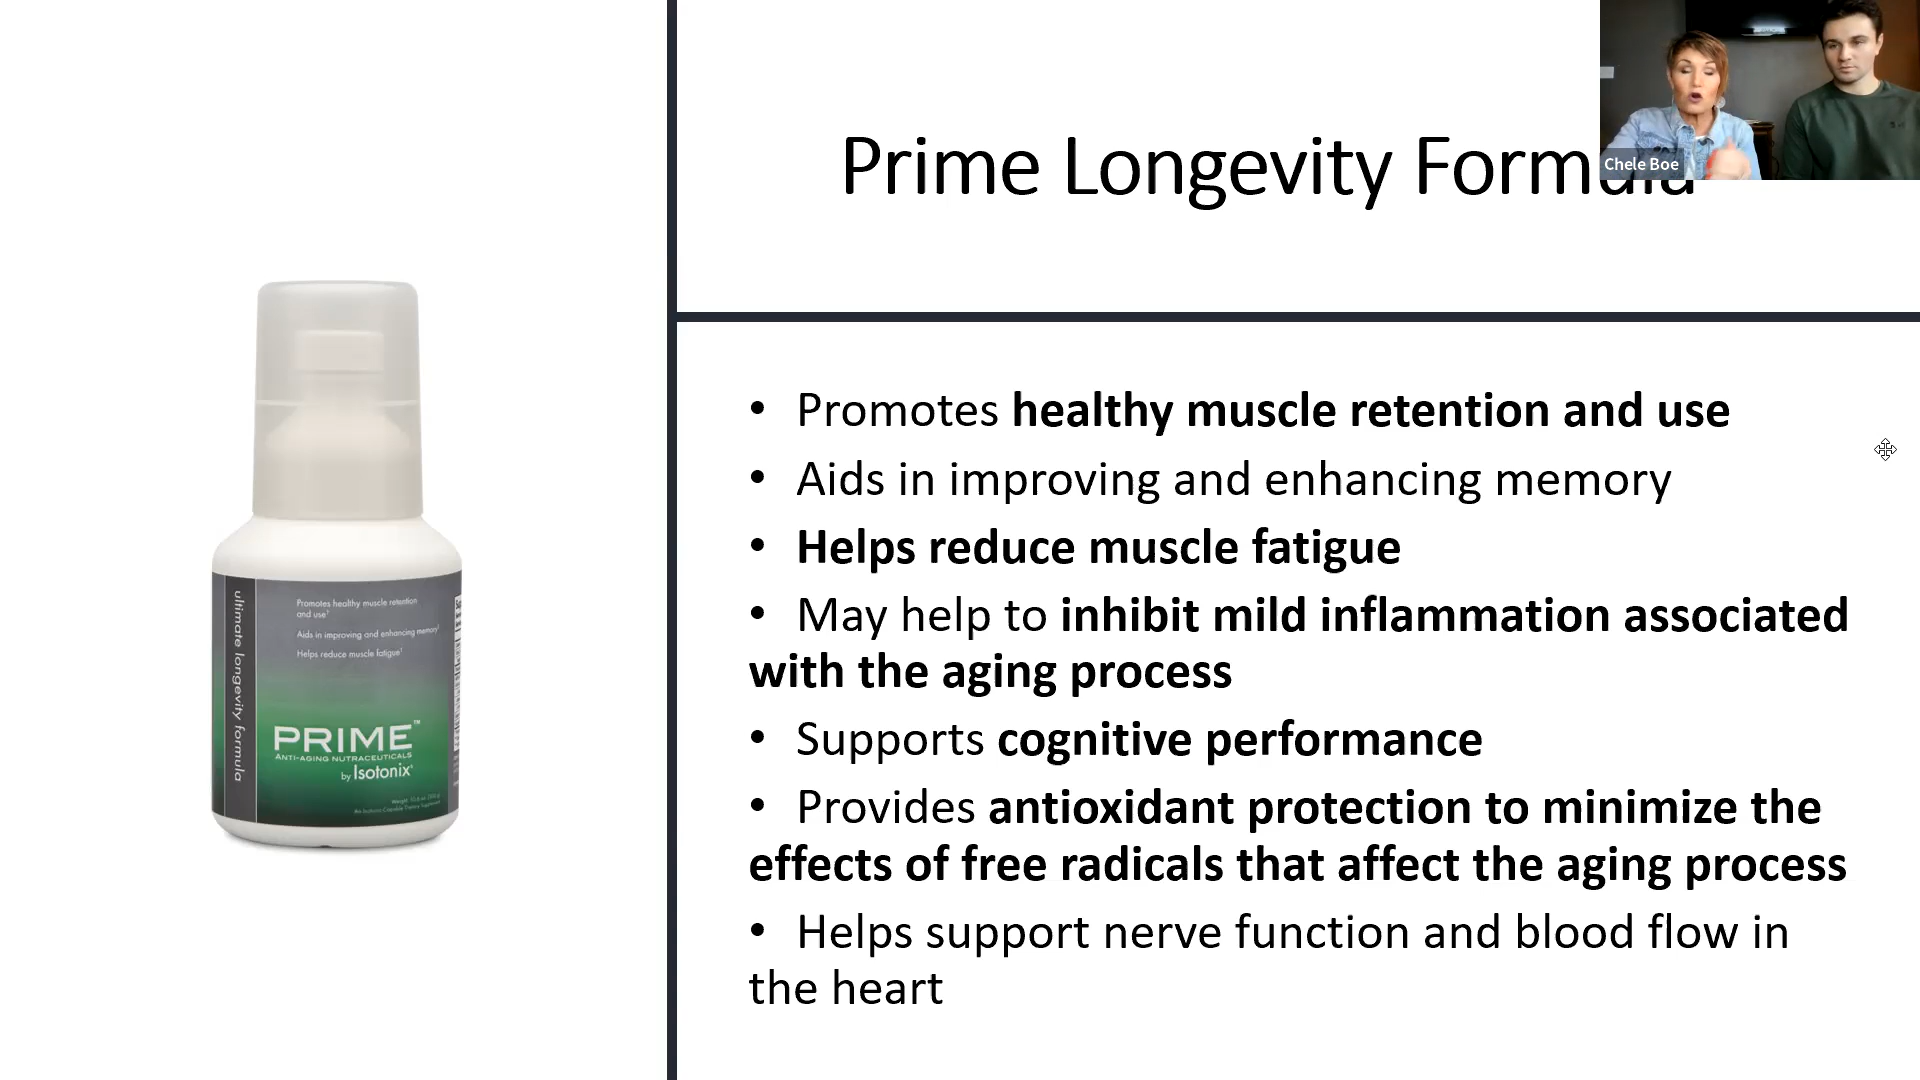 Prime Longevity Formula
Chele Boe
• Promotes healthy muscle retention and use
• Aids in improving and enhancing memory
• Helps reduce muscle fatigue
• May help to inhibit mild inflammation associated
with the aging process
• Supports cognitive performance
• Provides antioxidant protection to minimize the
effects of free radicals that affect the aging process
• Helps support nerve function and blood flow in
the heart
ultimate longevity formula
Promotes healthy muscle retention
and use¹
Aids in improving and enhancing memory¹
Helps reduce muscle fatigue¹
PRIME™
ANTI-AGING NUTRACEUTICALS
by Isotonix®